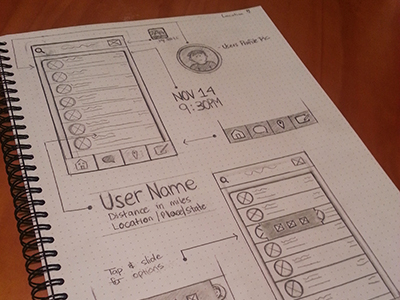 Location
User Profile Pic.
NOV 14
9:30PM
User Name
Distance in miles
Location/Place/State
Tap & slide
for options